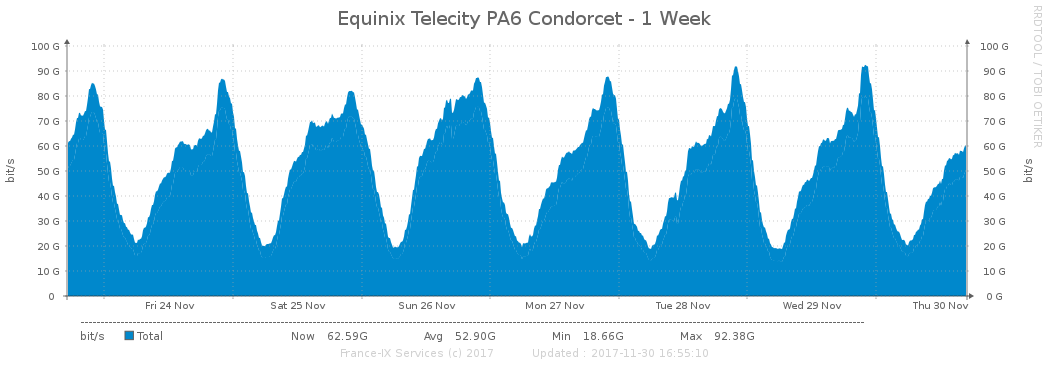 Equinix Telecity PA6 Condorcet - 1 Week
RRDTOOL / TOBI OETIKER
100 G 100 G
90 G 90 G
80 G 80 G
70 G 70 G
60 G 60 G
50 G 50 G
40 G 40 G
30 G 30 G
20 G 20 G
10 G 10 G
0 0 G
bit/s bit/s
Fri 24 Nov Sat 25 Nov Sun 26 Nov Mon 27 Nov Tue 28 Nov Wed 29 Nov Thu 30 Nov
bit/s Total Now 62.59G Avg 52.90G Min 18.66G Max 92.38G
France-IX Services (c) 2017 Updated : 2017-11-30 16:55:10